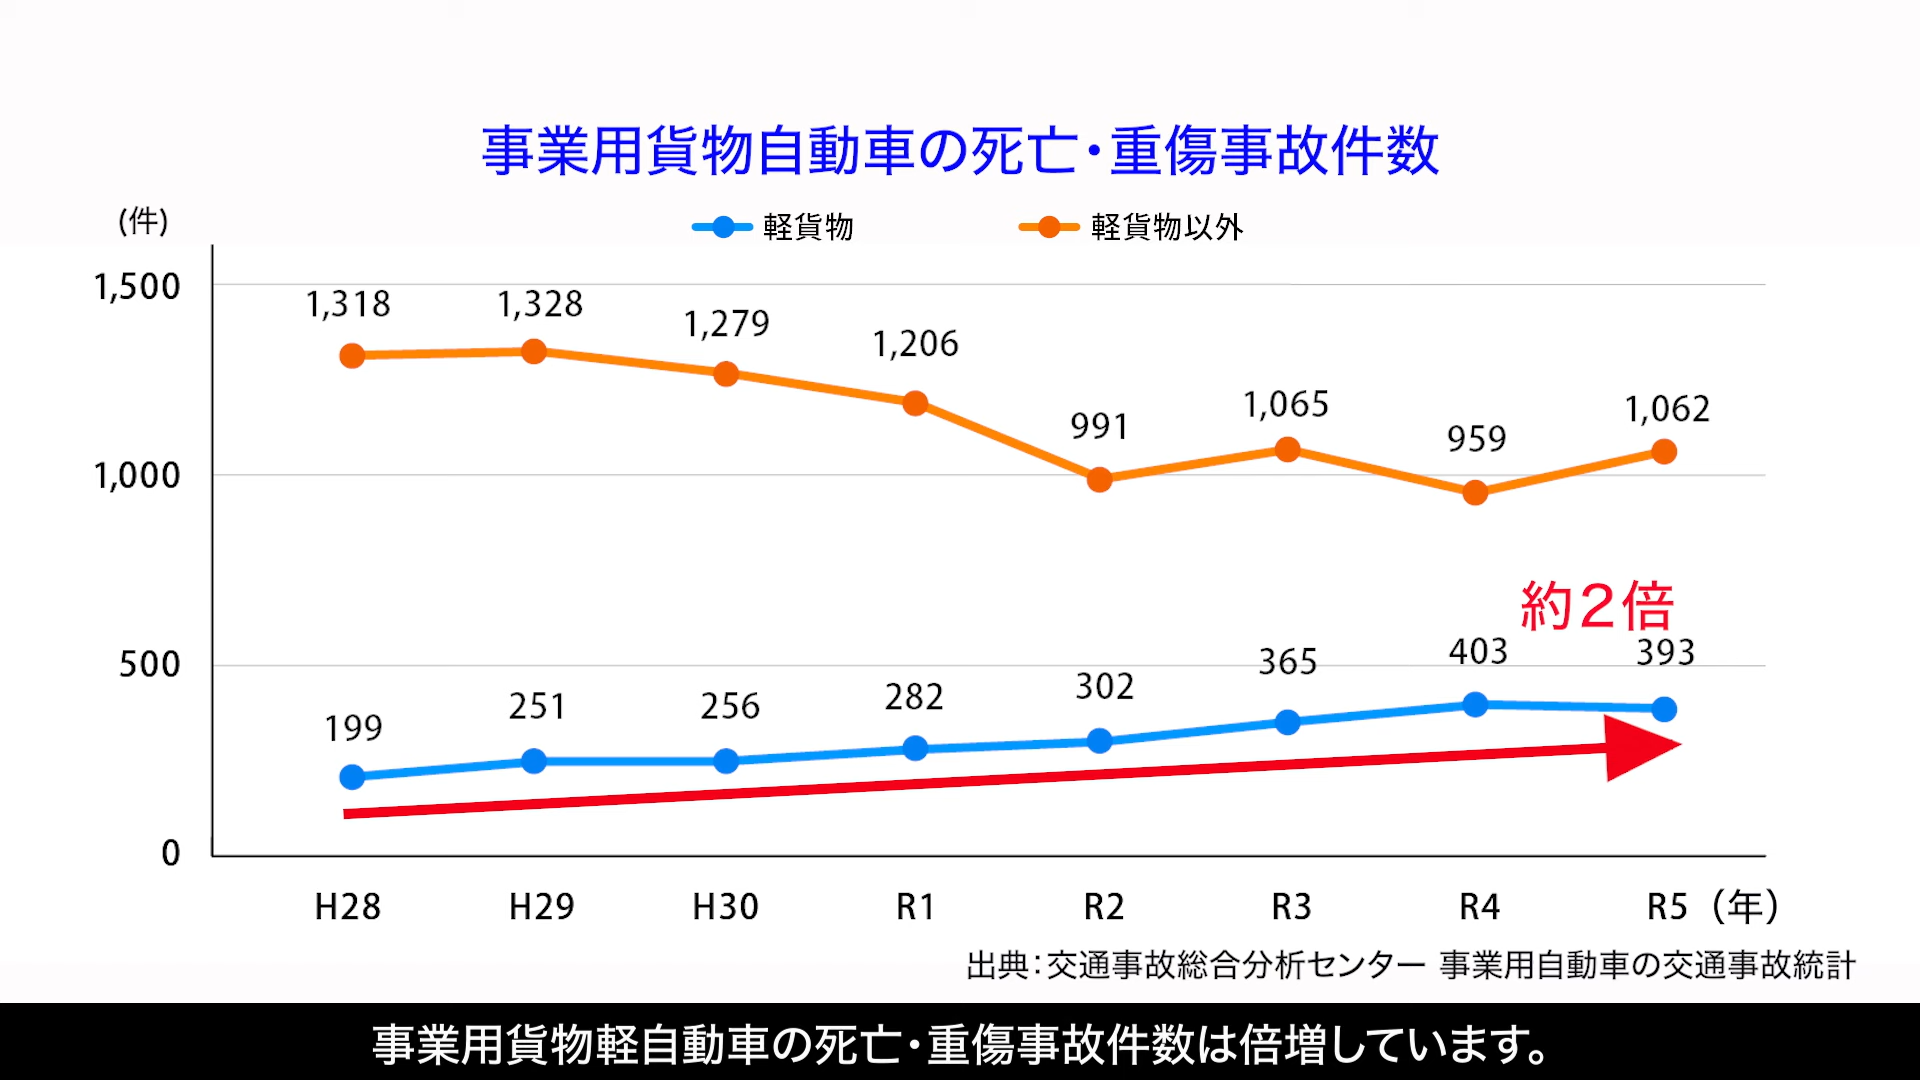 事業用貨物自動車の死亡・重傷事故件数
(件)
軽貨物 軽貨物以外
1,500
1,318 1,328 1,279 1,206 991 1,065 959 1,062
1,000
約2倍
500
199 251 256 282 302 365 403 393
0
H28 H29 H30 R1 R2 R3 R4 R5（年）
出典：交通事故総合分析センター 事業用自動車の交通事故統計
事業用貨物軽自動車の死亡・重傷事故件数は倍増しています。